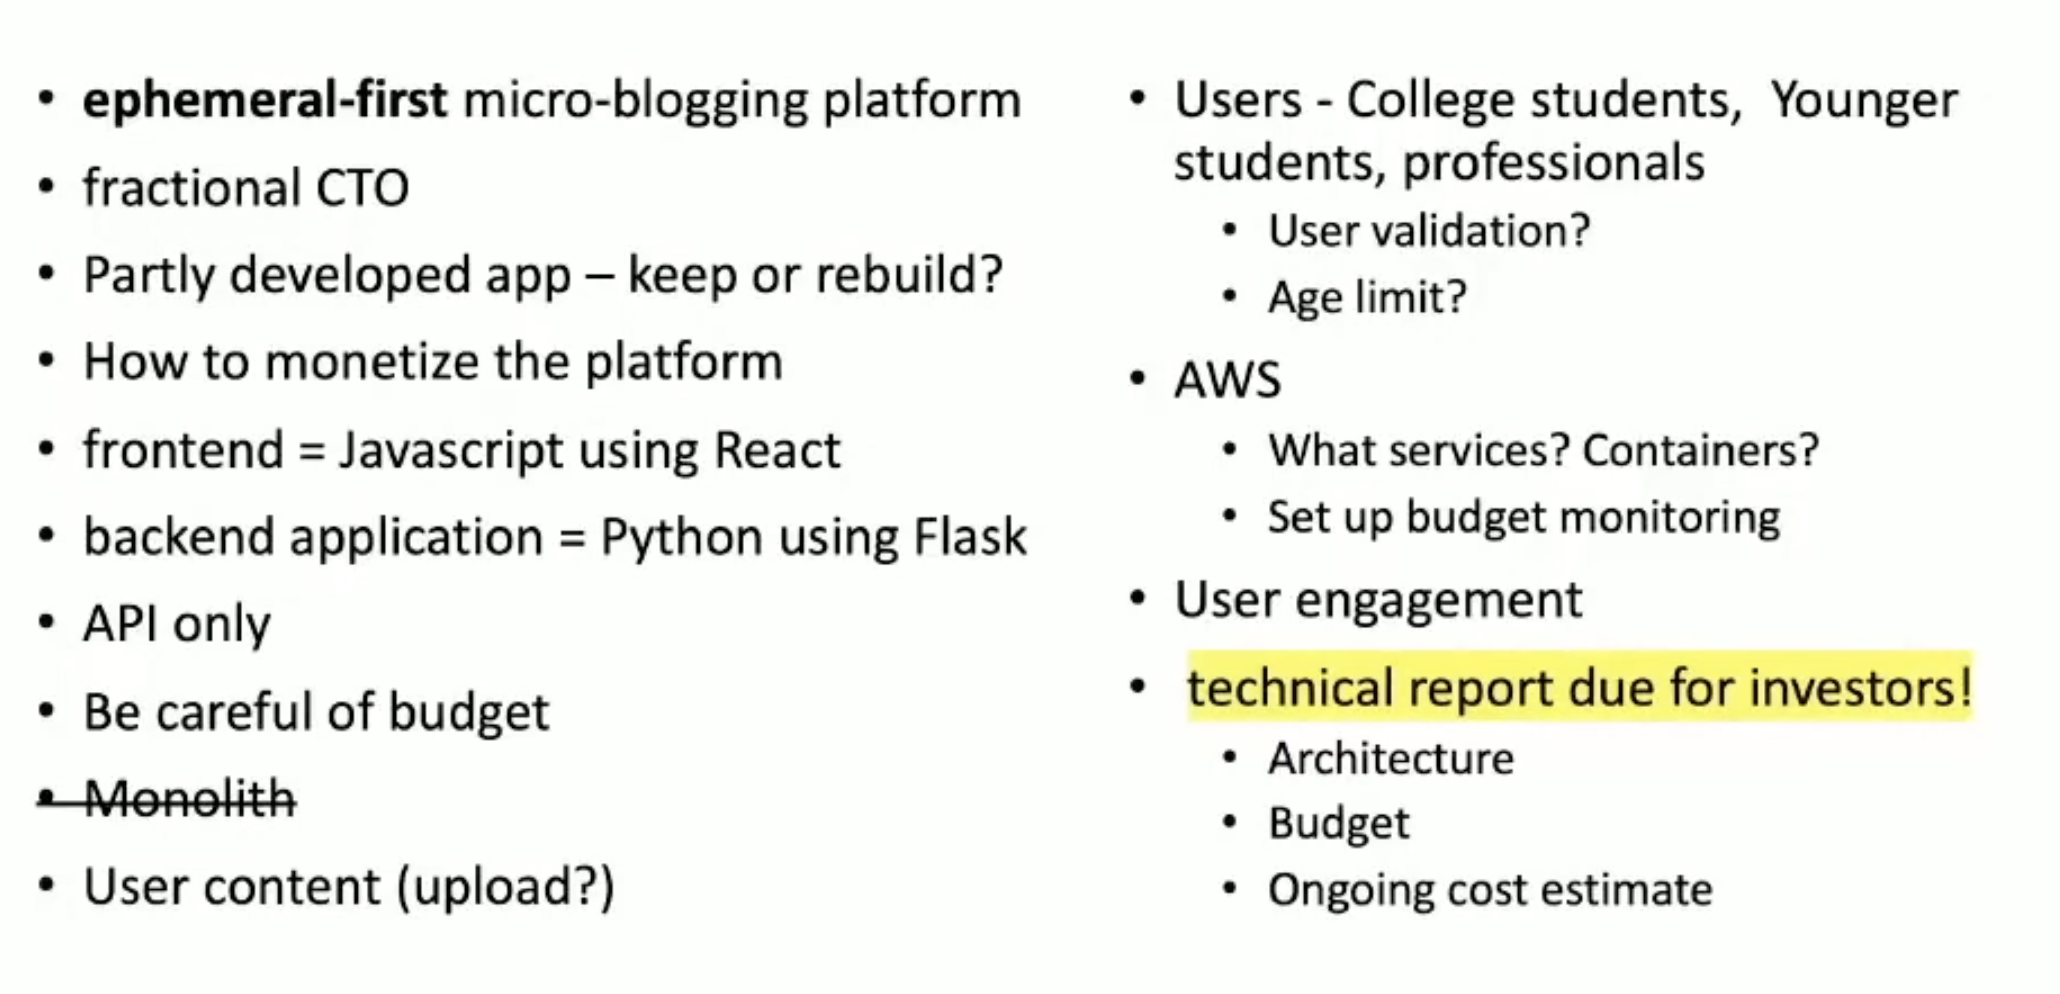 • ephemeral-first micro-blogging platform
• fractional CTO
• Partly developed app – keep or rebuild?
• How to monetize the platform
• frontend = Javascript using React
• backend application = Python using Flask
• API only
• Be careful of budget
• Monolith
• User content (upload?)
• Users - College students, Younger
students, professionals
• User validation?
• Age limit?
• AWS
• What services? Containers?
• Set up budget monitoring
• User engagement
• technical report due for investors!
• Architecture
• Budget
• Ongoing cost estimate